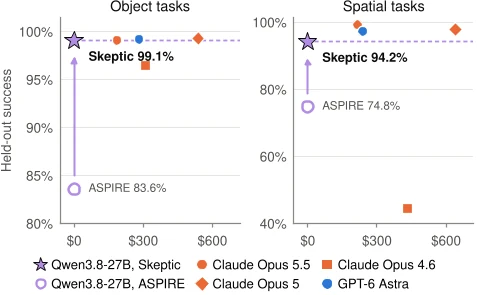 Object tasks
Spatial tasks
Held-out success
100%
95%
90%
85%
80%
Skeptic 99.1%
ASPIRE 83.6%
$0
$300
$600
100%
80%
60%
40%
Skeptic 94.2%
ASPIRE 74.8%
$0
$300
$600
Qwen3.8-27B, Skeptic
Claude Opus 5.5
Claude Opus 4.6
Qwen3.8-27B, ASPIRE
Claude Opus 5
GPT-6 Astra